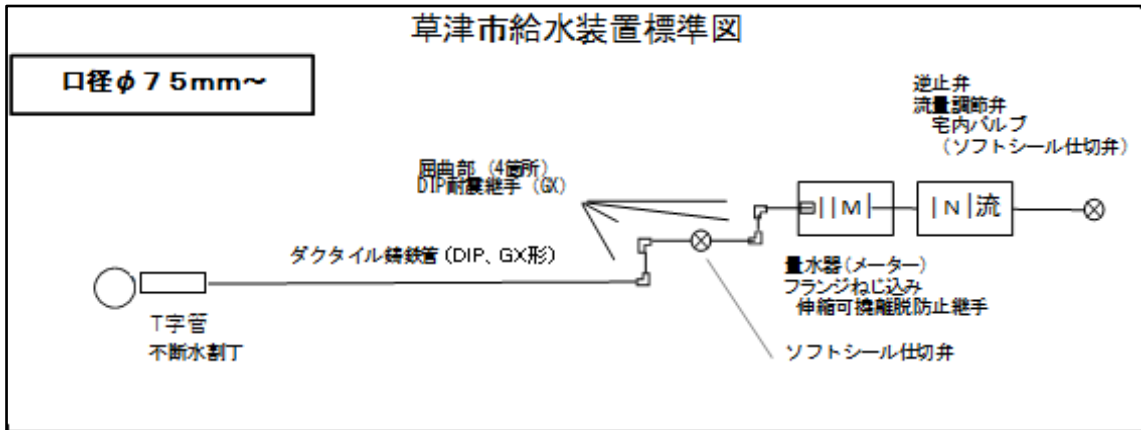 草津市給水装置標準図
口径φ75mm~
逆止弁
流量調節弁
宅内バルブ
(ソフトシール仕切弁)
屈曲部(4箇所)
DIP耐震継手(GX)
||M|
|N|流
ダクタイル鋳鉄管(DIP、GX形)
量水器(メーター)
フランジねじ込み
伸縮可撓離脱防止継手
T字管
不断水割丁
ソフトシール仕切弁